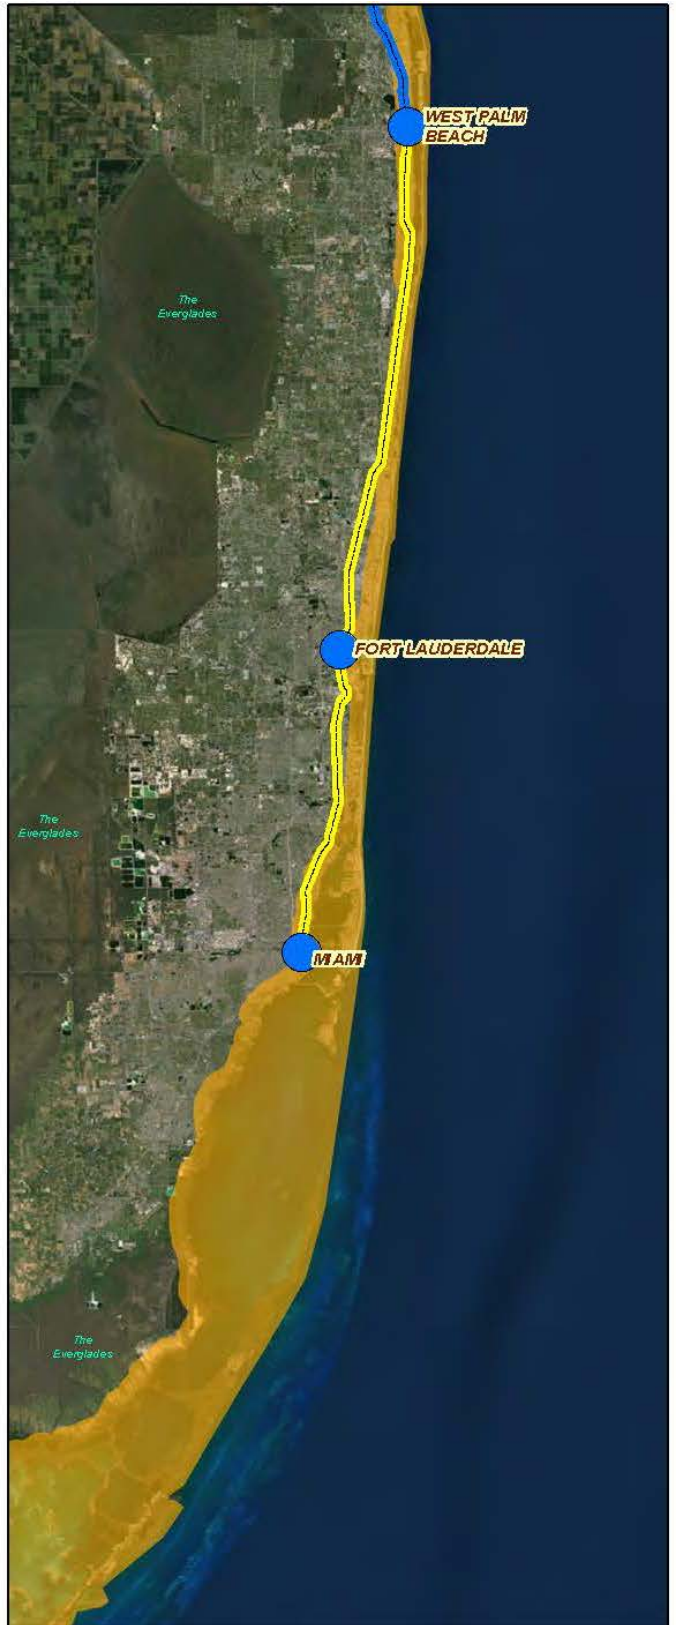 WEST PALM
BEACH
The
Everglades
FORT LAUDERDALE
The
Everglades
MIAMI
The
Everglades